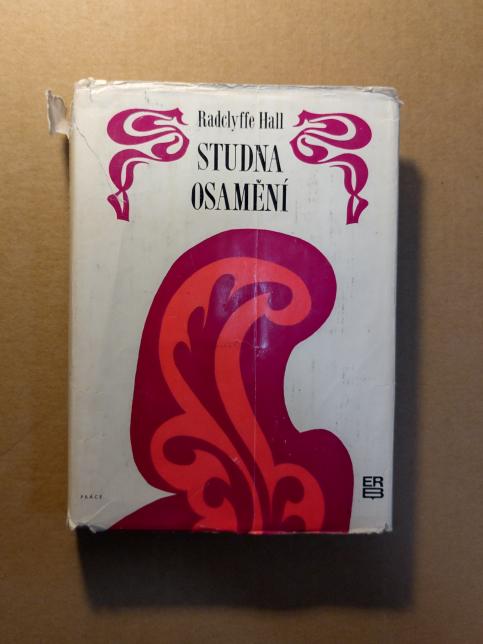 Radclyffe Hall
STUDNA
OSAMĚNÍ
PRÁCE
ER
B